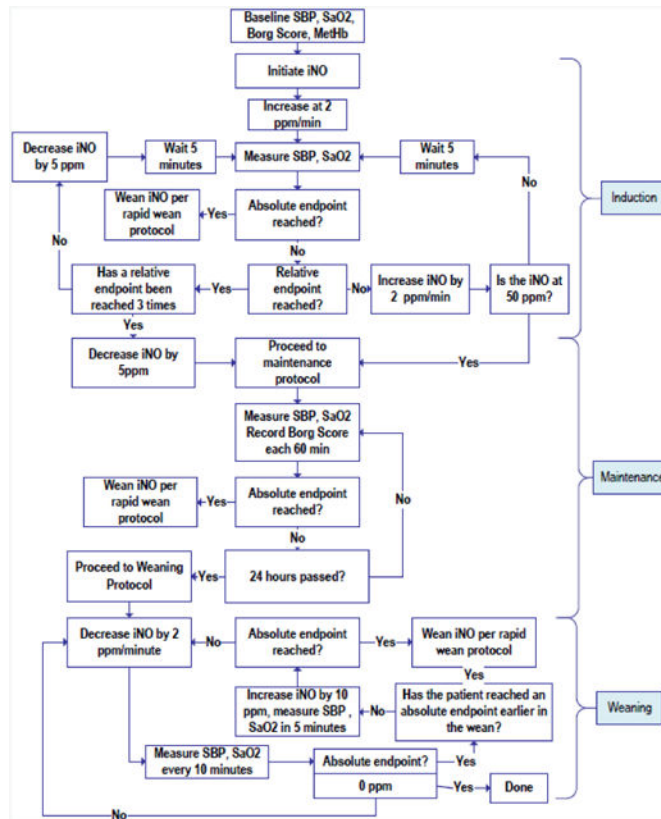 Baseline SBP, SaO2,
Borg Score, MetHb
Initiate iNO
Increase at 2
ppm/min
Decrease iNO
by 5 ppm
Wait 5
minutes
Measure SBP, SaO2
Wait 5
minutes
No
Wean iNO per
rapid wean
protocol
Yes
Absolute endpoint
reached?
Induction
No
No
Has a relative
endpoint been
reached 3 times
Yes
Relative
endpoint
reached?
No
Increase iNO by
2 ppm/min
Is the iNO at
50 ppm?
Yes
Decrease iNO by
5ppm
Proceed to
maintenance
protocol
Yes
Measure SBP, SaO2
Record Borg Score
each 60 min
Maintenance
Wean iNO per
rapid wean
protocol
Yes
Absolute endpoint
reached?
No
No
Proceed to Weaning
Protocol
Yes
24 hours passed?
Decrease iNO by 2
ppm/minute
No
Absolute endpoint
reached?
Yes
Wean iNO per rapid
wean protocol
Yes
Increase iNO by 10
ppm, measure SBP ,
SaO2 in 5 minutes
No
Has the patient reached an
absolute endpoint earlier in
the wean?
Weaning
Measure SBP, SaO2
every 10 minutes
Absolute endpoint?
Yes
0 ppm
Yes
Done
No